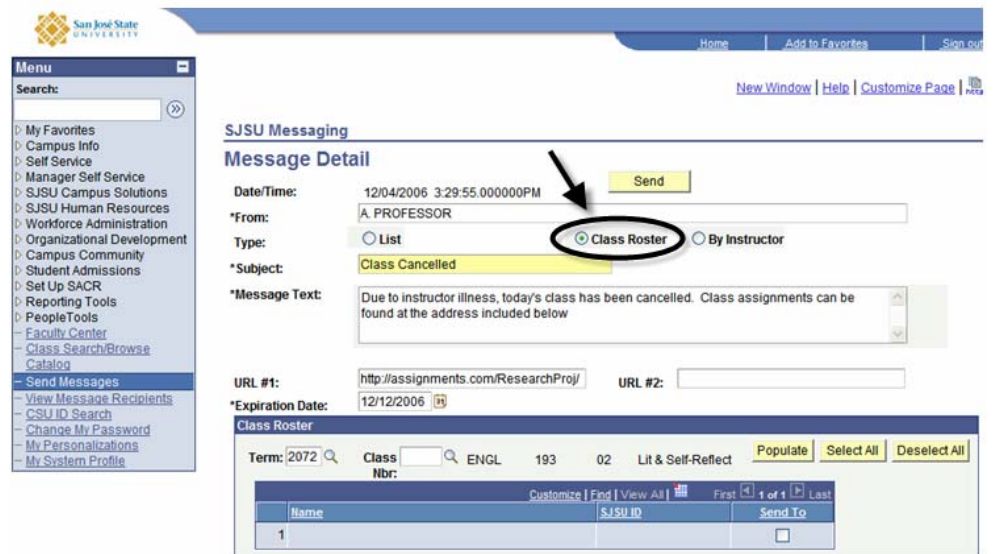 San José State
UNIVERSITY
Home | Add to Favorites | Sign out
Menu
Search:
New Window | Help | Customize Page |
My Favorites
Campus Info
Self Service
Manager Self Service
SJSU Campus Solutions
SJSU Human Resources
Workforce Administration
Organizational Development
Campus Community
Student Admissions
Set Up SACR
Reporting Tools
PeopleTools
– Faculty Center
– Class Search/Browse
Catalog
– Send Messages
– View Message Recipients
– CSU ID Search
– Change My Password
– My Personalizations
– My System Profile
SJSU Messaging
Message Detail
Send
Date/Time: 12/04/2006 3:29:55.000000PM
*From: A. PROFESSOR
Type: List Class Roster By Instructor
*Subject: Class Cancelled
*Message Text: Due to instructor illness, today's class has been cancelled. Class assignments can be
found at the address included below
URL #1: http://assignments.com/ResearchProj/ URL #2:
*Expiration Date: 12/12/2006
Class Roster
Term: 2072 Class Nbr: ENGL 193 02 Lit & Self-Reflect Populate Select All Deselect All
Customize | Find | View All | First 1 of 1 Last
Name SJSU ID Send To
1